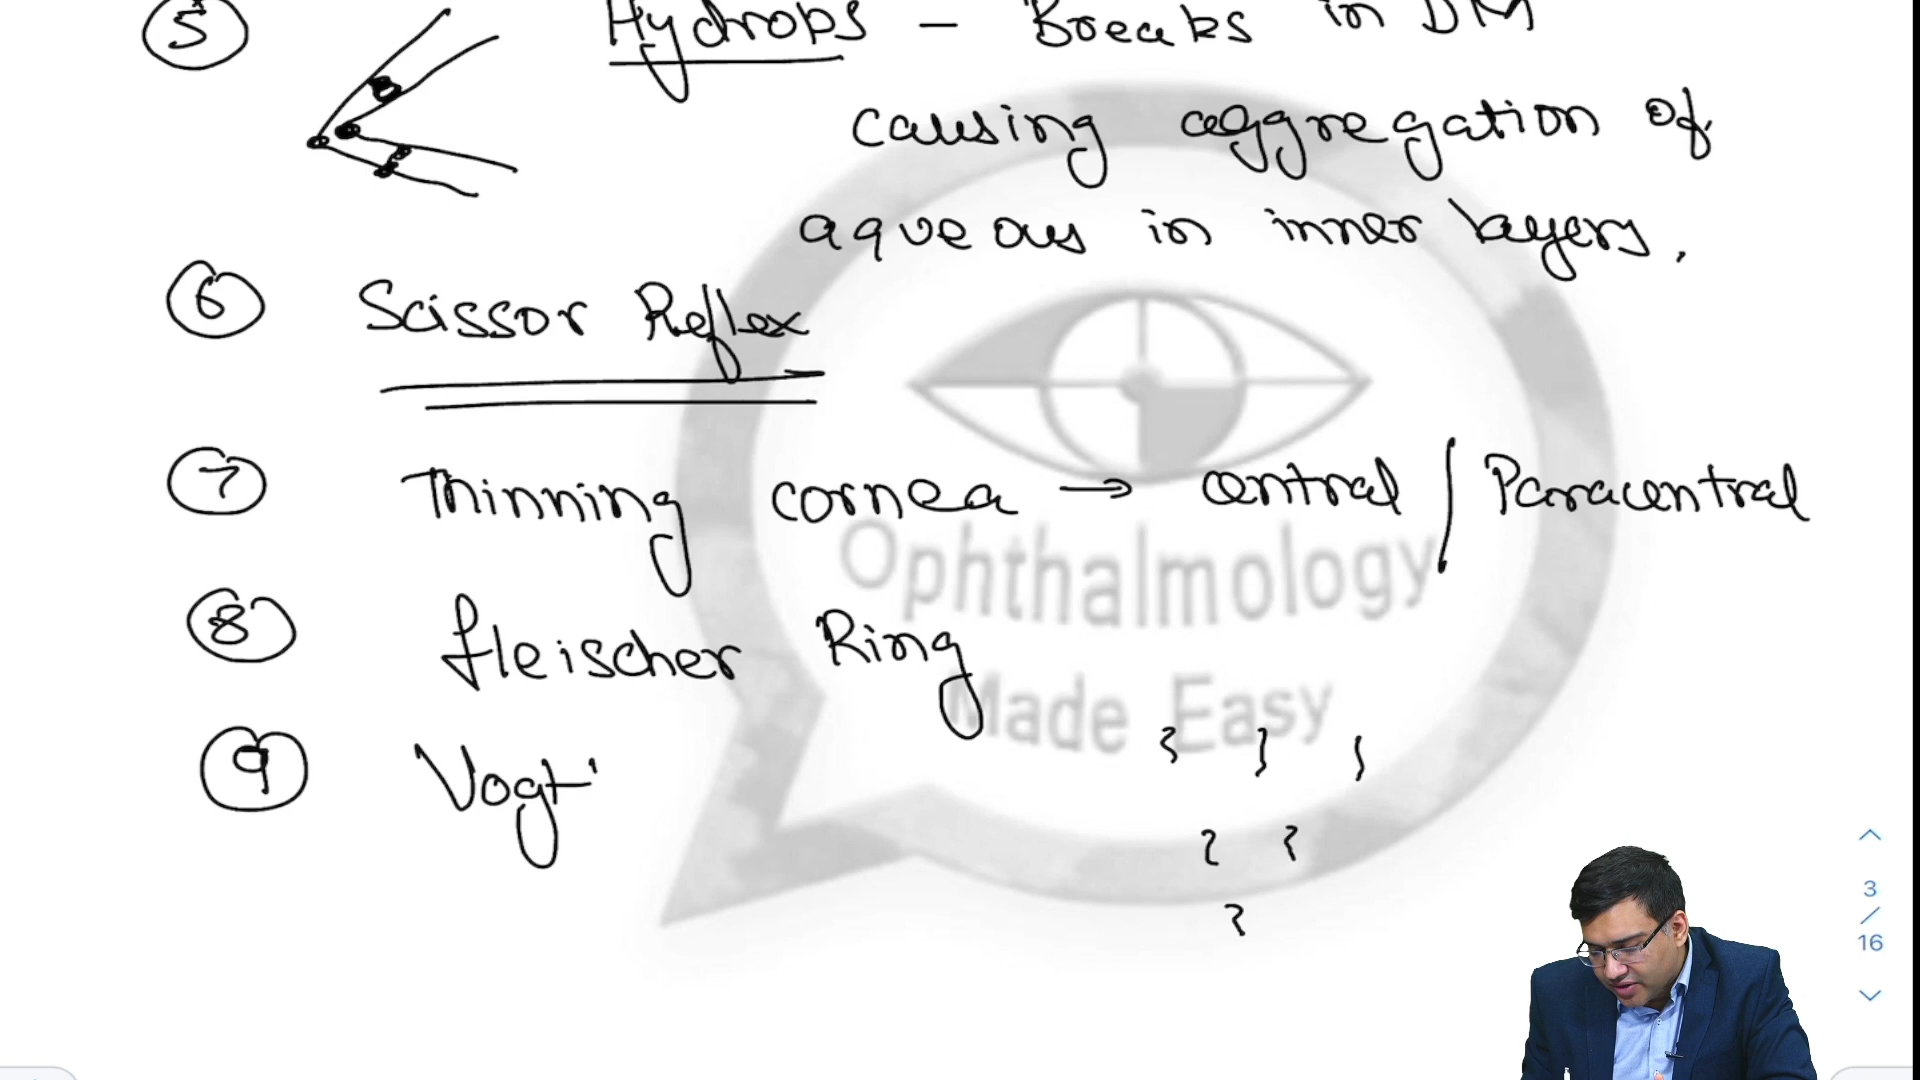 5 Hydrops - Breaks in DM
causing aggregation of
aqueous in inner layers.
6 Scissor Reflex
7 Thinning cornea → central / Paracentral
Ophthalmology
8 fleischer Ring
Made Easy
9 Vogt'
3
/
16